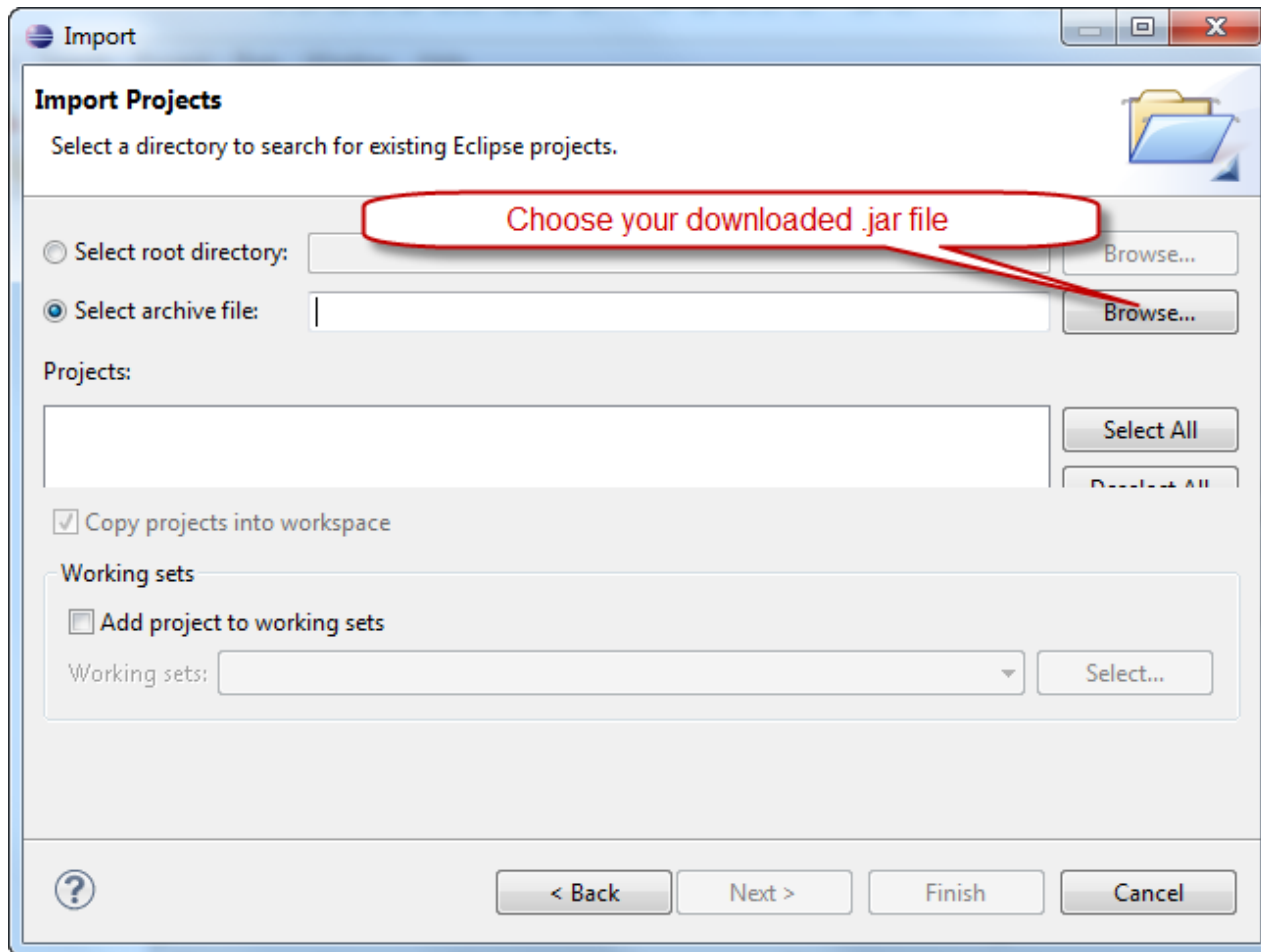 Import
Import Projects
Select a directory to search for existing Eclipse projects.
Choose your downloaded .jar file
Select root directory: Browse...
Select archive file: Browse...
Projects:
Select All
Deselect All
Copy projects into workspace
Working sets
Add project to working sets
Working sets: Select...
? < Back Next > Finish Cancel